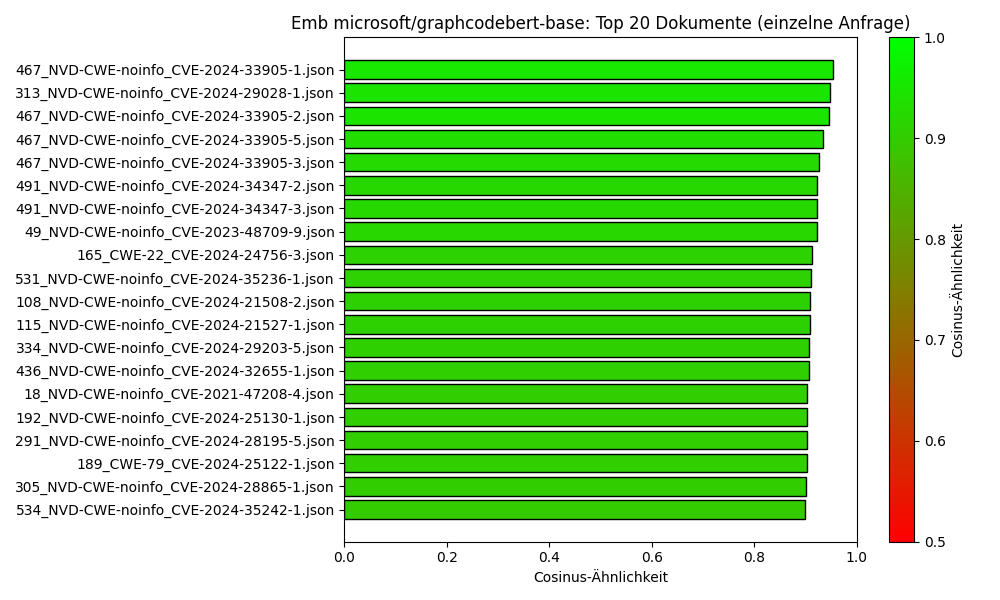 Emb microsoft/graphcodebert-base: Top 20 Dokumente (einzelne Anfrage)
467_NVD-CWE-noinfo_CVE-2024-33905-1.json
313_NVD-CWE-noinfo_CVE-2024-29028-1.json
467_NVD-CWE-noinfo_CVE-2024-33905-2.json
467_NVD-CWE-noinfo_CVE-2024-33905-5.json
467_NVD-CWE-noinfo_CVE-2024-33905-3.json
491_NVD-CWE-noinfo_CVE-2024-34347-2.json
491_NVD-CWE-noinfo_CVE-2024-34347-3.json
49_NVD-CWE-noinfo_CVE-2023-48709-9.json
165_CWE-22_CVE-2024-24756-3.json
531_NVD-CWE-noinfo_CVE-2024-35236-1.json
108_NVD-CWE-noinfo_CVE-2024-21508-2.json
115_NVD-CWE-noinfo_CVE-2024-21527-1.json
334_NVD-CWE-noinfo_CVE-2024-29203-5.json
436_NVD-CWE-noinfo_CVE-2024-32655-1.json
18_NVD-CWE-noinfo_CVE-2021-47208-4.json
192_NVD-CWE-noinfo_CVE-2024-25130-1.json
291_NVD-CWE-noinfo_CVE-2024-28195-5.json
189_CWE-79_CVE-2024-25122-1.json
305_NVD-CWE-noinfo_CVE-2024-28865-1.json
534_NVD-CWE-noinfo_CVE-2024-35242-1.json
0.0 0.2 0.4 0.6 0.8 1.0
Cosinus-Ähnlichkeit
1.0
0.9
0.8
0.7
0.6
0.5
Cosinus-Ähnlichkeit